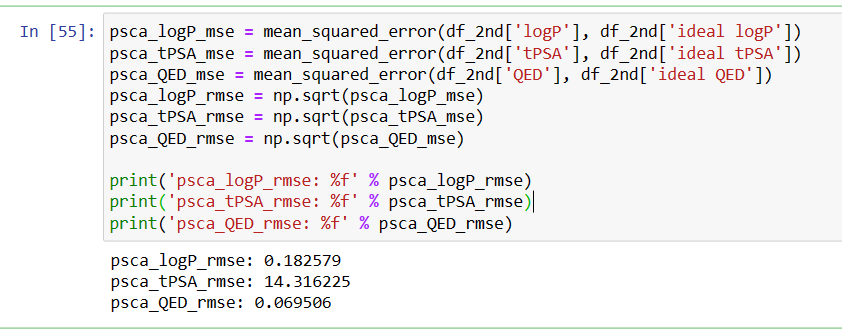 In [55]: psca_logP_mse = mean_squared_error(df_2nd['logP'], df_2nd['ideal logP'])
psca_tPSA_mse = mean_squared_error(df_2nd['tPSA'], df_2nd['ideal tPSA'])
psca_QED_mse = mean_squared_error(df_2nd['QED'], df_2nd['ideal QED'])
psca_logP_rmse = np.sqrt(psca_logP_mse)
psca_tPSA_rmse = np.sqrt(psca_tPSA_mse)
psca_QED_rmse = np.sqrt(psca_QED_mse)
print('psca_logP_rmse: %f' % psca_logP_rmse)
print('psca_tPSA_rmse: %f' % psca_tPSA_rmse)
print('psca_QED_rmse: %f' % psca_QED_rmse)
psca_logP_rmse: 0.182579
psca_tPSA_rmse: 14.316225
psca_QED_rmse: 0.069506